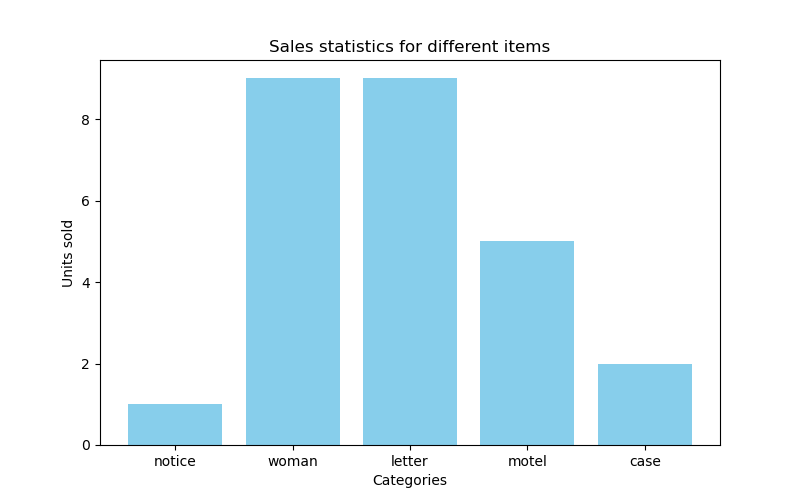 Sales statistics for different items
8
6
4
2
0
Units sold
notice woman letter motel case
Categories